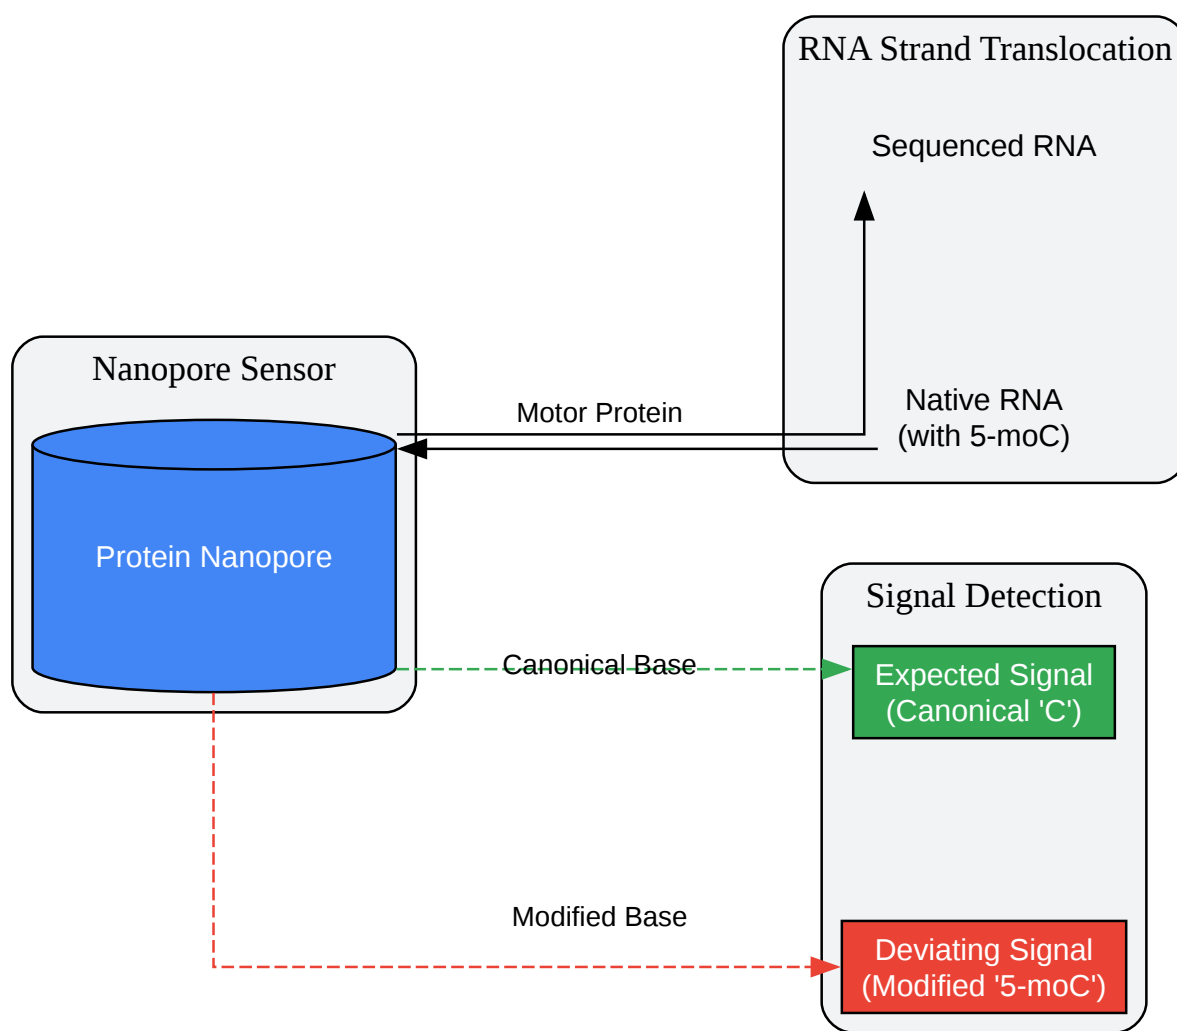 RNA Strand Translocation
Sequenced RNA
Nanopore Sensor
Motor Protein
Native RNA
(with 5-moC)
Protein Nanopore
Signal Detection
Canonical Base
Expected Signal
(Canonical 'C')
Modified Base
Deviating Signal
(Modified '5-moC')